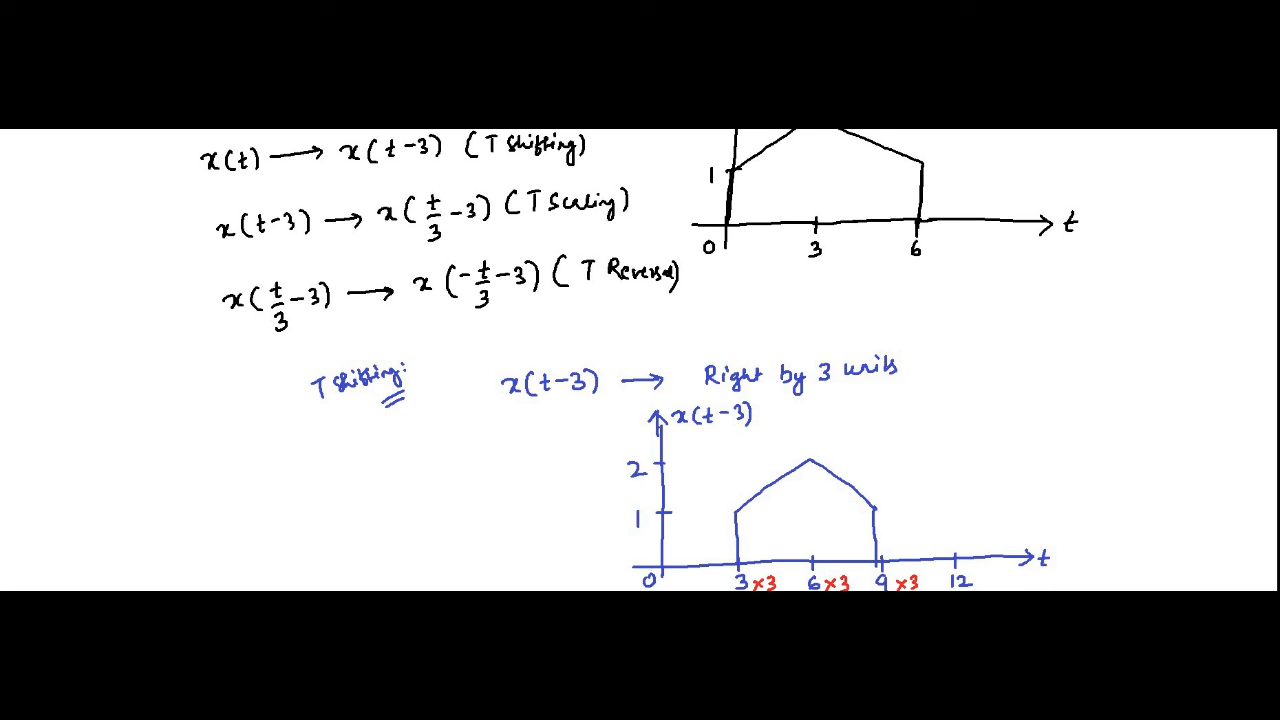 x(t) → x(t-3) (T Shifting)
1
x(t-3) → x(t/3 -3) (T Scaling)
t
0 3 6
x(t/3 -3) → x(-t/3 -3) (T Reversal)
T Shifting: x(t-3) → Right by 3 units
x(t-3)
2
1
t
0 3×3 6×3 9×3 12